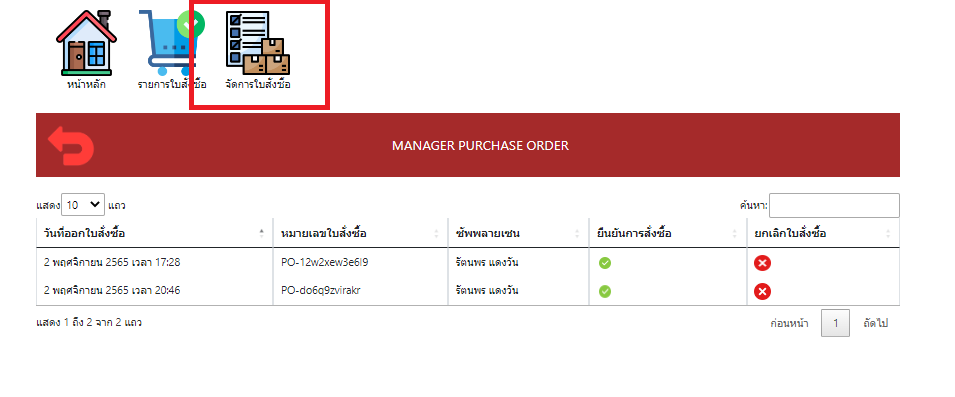 หน้าหลัก รายการใบสั่งซื้อ จัดการใบสั่งซื้อ
MANAGER PURCHASE ORDER
แสดง 10 แถว ค้นหา:
วันที่ออกใบสั่งซื้อ หมายเลขใบสั่งซื้อ ซัพพลายเชน ยืนยันการสั่งซื้อ ยกเลิกใบสั่งซื้อ
2 พฤศจิกายน 2565 เวลา 17:28 PO-12w2xew3e6l9 รัตนพร แดงวัน
2 พฤศจิกายน 2565 เวลา 20:46 PO-do6q9zvirakr รัตนพร แดงวัน
แสดง 1 ถึง 2 จาก 2 แถว ก่อนหน้า 1 ถัดไป